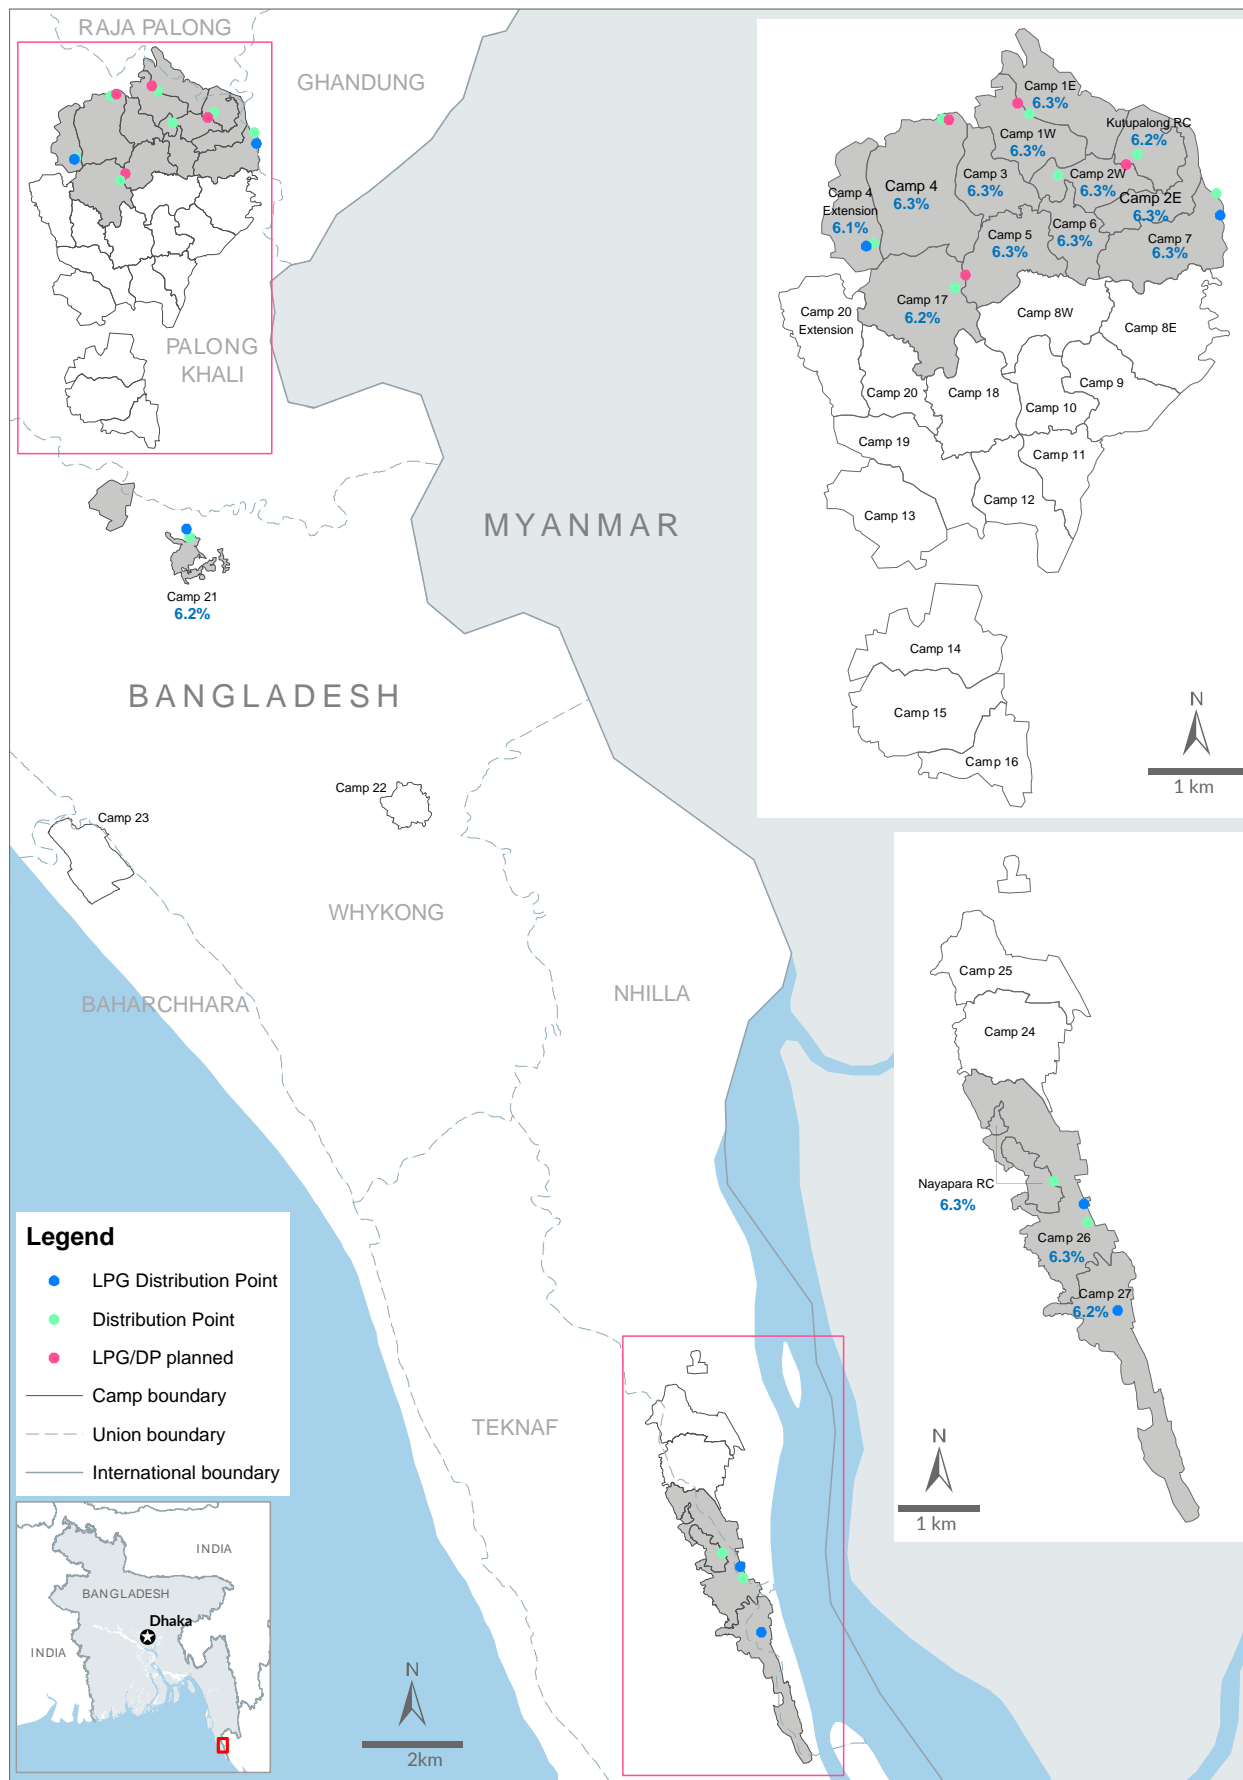 RAJA PALONG
GHANDUNG
PALONG
KHALI
MYANMAR
Camp 21
6.2%
BANGLADESH
Camp 22
Camp 23
WHYKONG
BAHARCHHARA
NHILLA
TEKNAF
Camp 1E
6.3%
Kutupalong RC
6.2%
Camp 1W
6.3%
Camp 3
6.3%
Camp 2W
6.3%
Camp 4
6.3%
Camp 4
Extension
6.1%
Camp 2E
6.3%
Camp 5
6.3%
Camp 6
6.3%
Camp 7
6.3%
Camp 17
6.2%
Camp 20
Extension
Camp 8W
Camp 8E
Camp 9
Camp 20
Camp 18
Camp 10
Camp 19
Camp 11
Camp 12
Camp 13
Camp 14
Camp 15
Camp 16
N
1 km
Camp 25
Camp 24
Nayapara RC
6.3%
Camp 26
6.3%
Camp 27
6.2%
N
1 km
Legend
LPG Distribution Point
Distribution Point
LPG/DP planned
Camp boundary
Union boundary
International boundary
INDIA
BANGLADESH
Dhaka
INDIA
N
2km